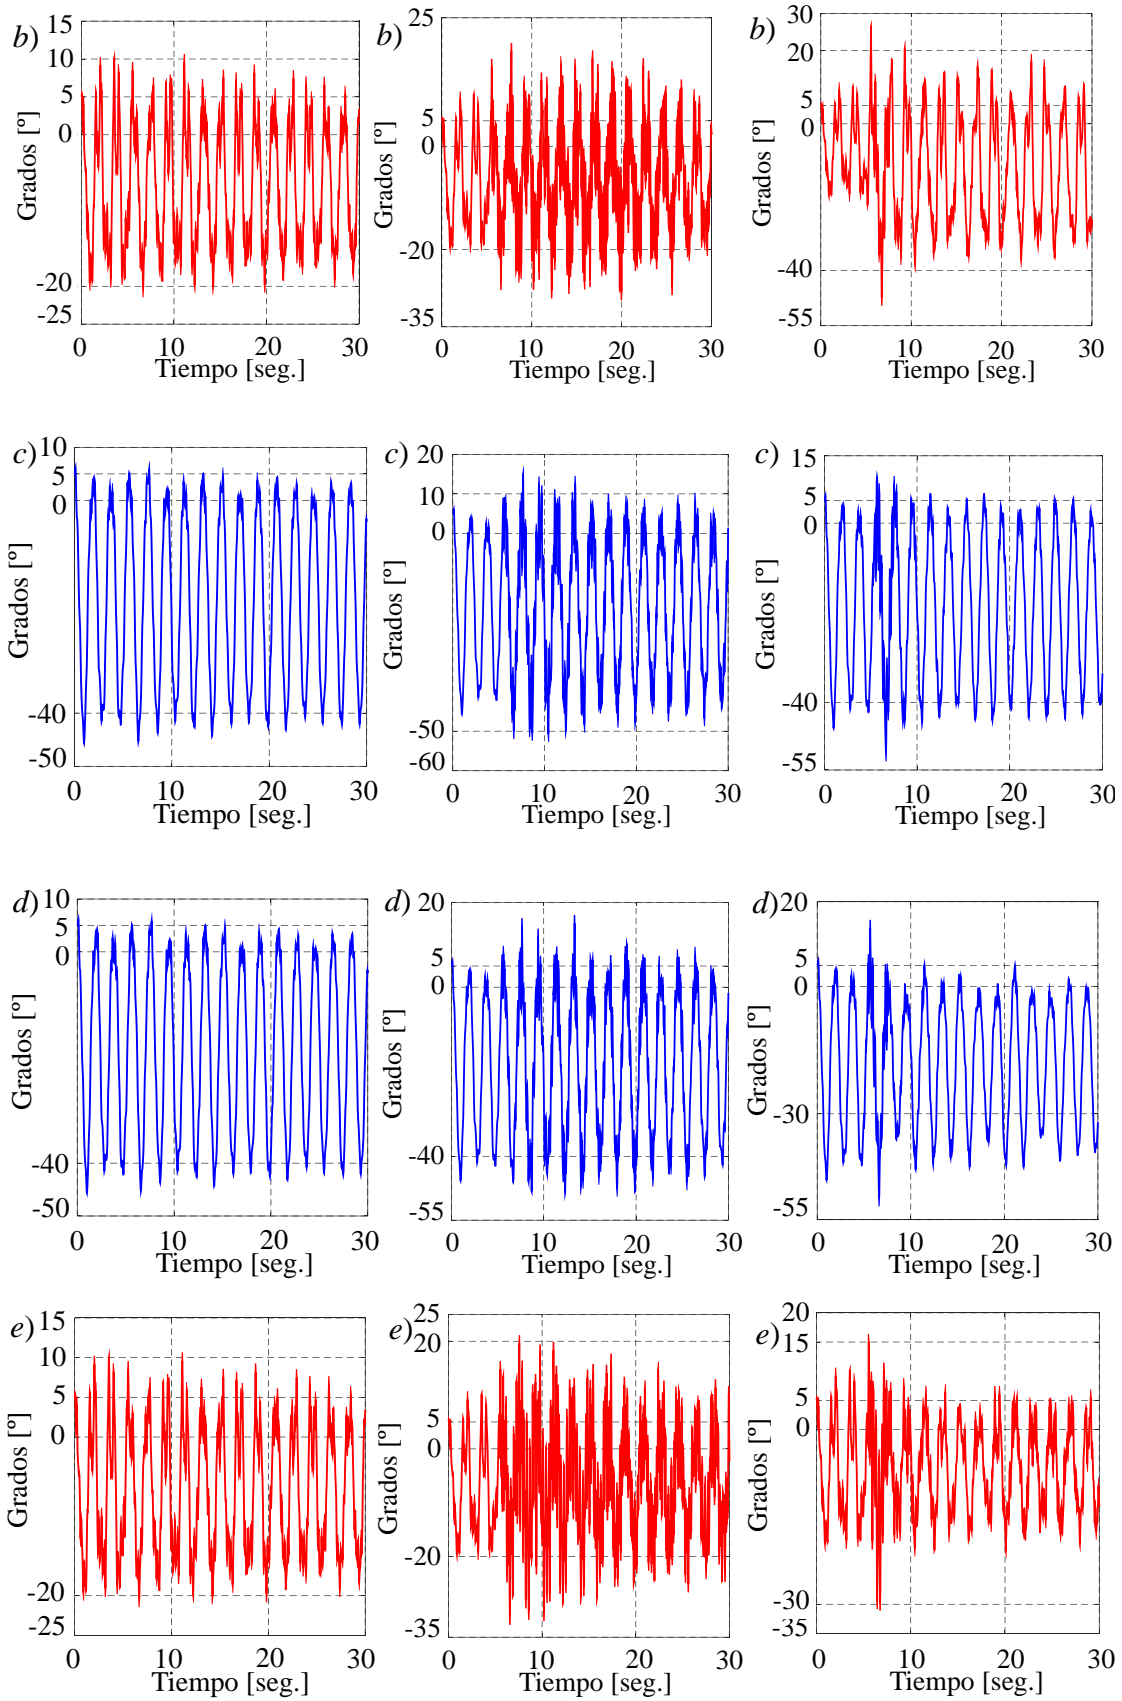 b) 15 10 5 0 -20 -25 Grados [º] 0 10 20 30 Tiempo [seg.]
b) 25 5 0 -20 -35 Grados [º] 0 10 20 30 Tiempo [seg.]
b) 30 20 5 0 -40 -55 Grados [º] 0 10 20 30 Tiempo [seg.]
c) 10 5 0 -40 -50 Grados [º] 0 10 20 30 Tiempo [seg.]
c) 20 10 0 -50 -60 Grados [º] 0 10 20 30 Tiempo [seg.]
c) 15 5 0 -40 -55 Grados [º] 0 10 20 30 Tiempo [seg.]
d) 10 5 0 -40 -50 Grados [º] 0 10 20 30 Tiempo [seg.]
d) 20 5 0 -40 -55 Grados [º] 0 10 20 30 Tiempo [seg.]
d) 20 5 0 -30 -55 Grados [º] 0 10 20 30 Tiempo [seg.]
e) 15 10 5 0 -20 -25 Grados [º] 0 10 20 30 Tiempo [seg.]
e) 25 20 5 0 -20 -35 Grados [º] 0 10 20 30 Tiempo [seg.]
e) 20 15 5 0 -30 -35 Grados [º] 0 10 20 30 Tiempo [seg.]